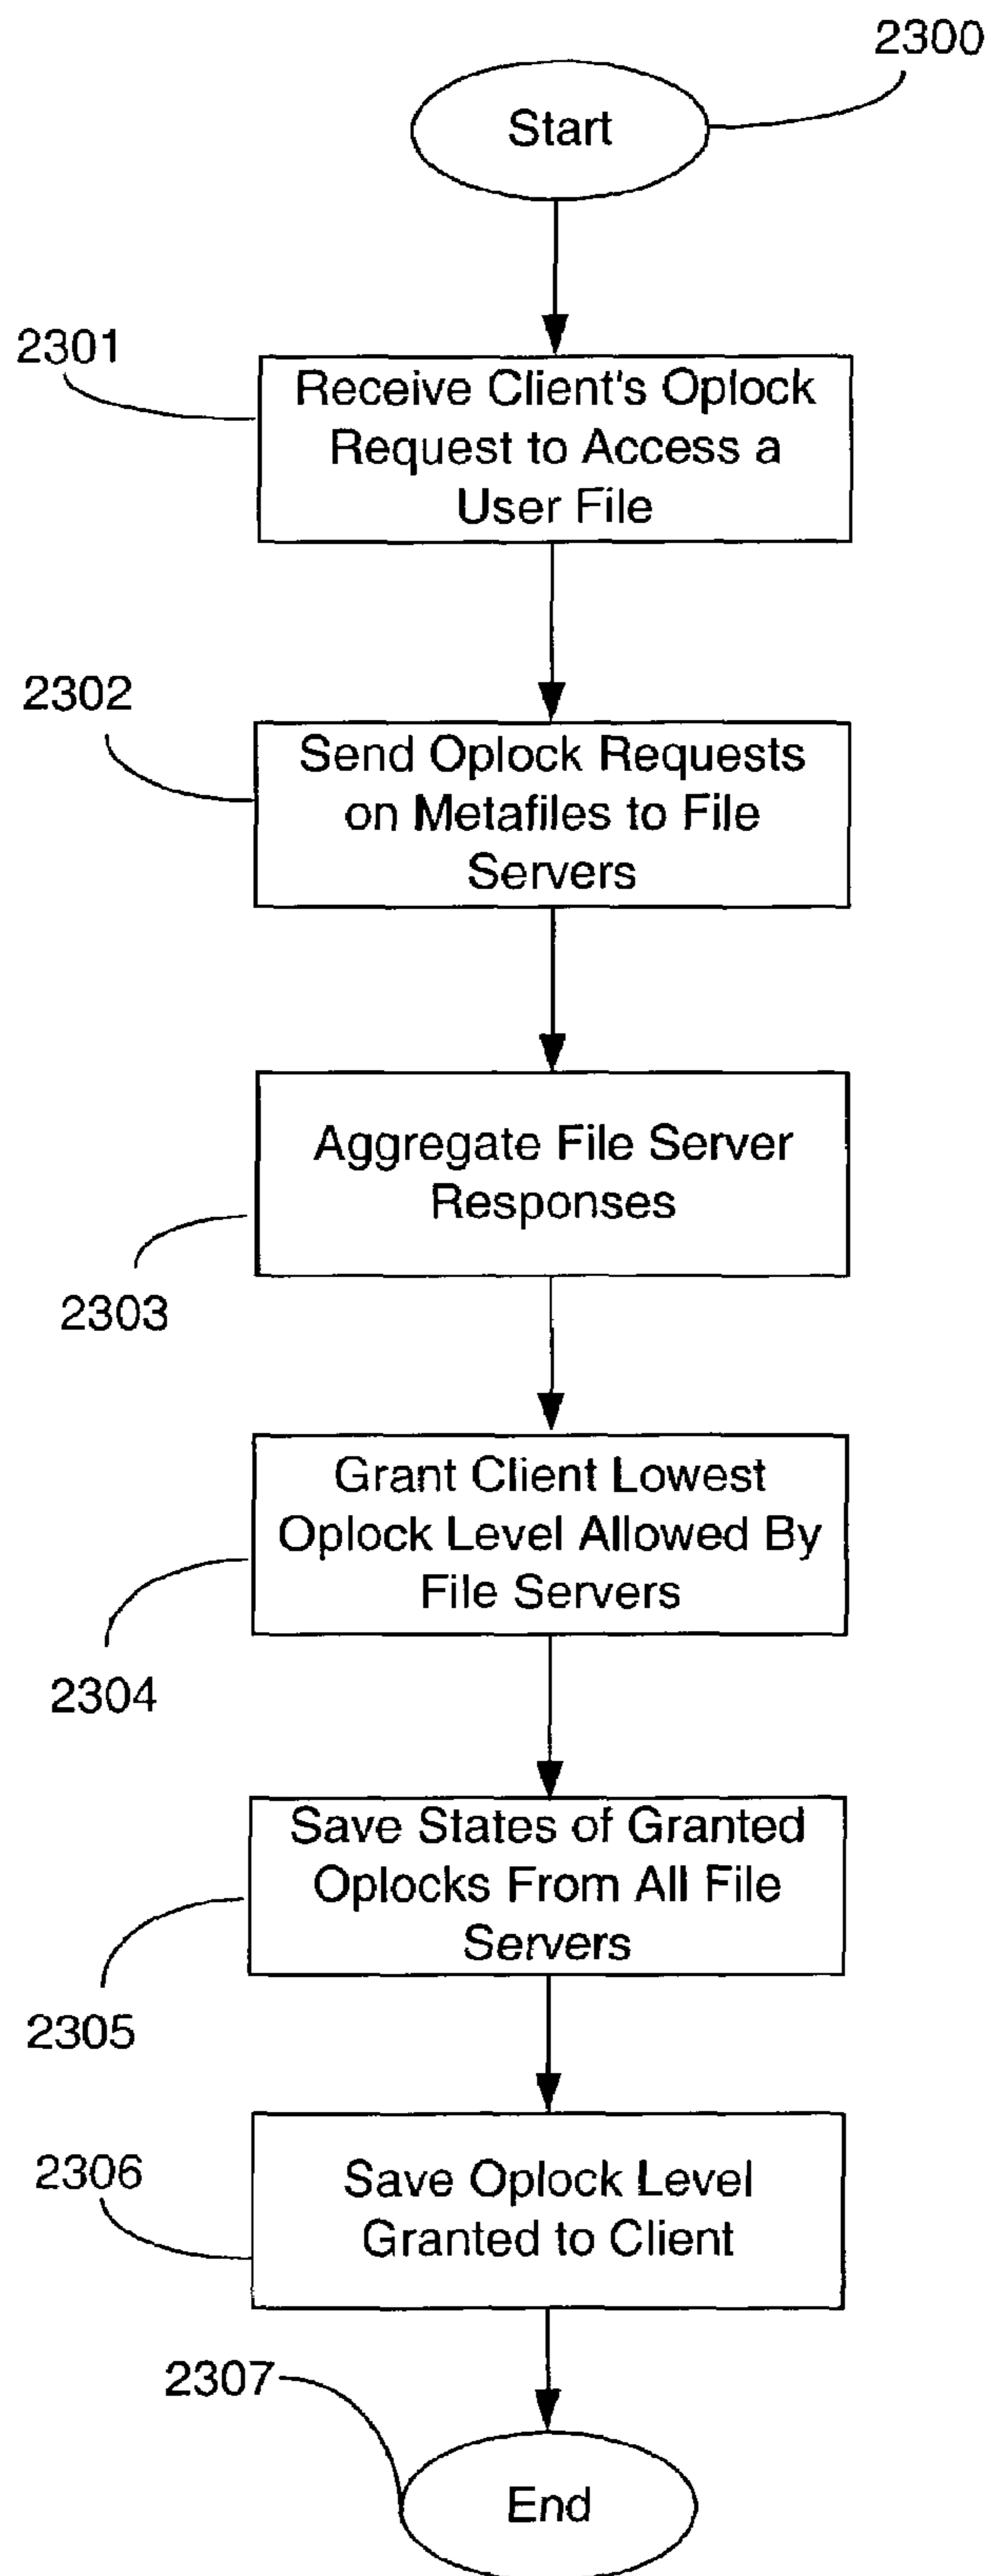 2300
Start
2301
Receive Client's Oplock
Request to Access a
User File
2302
Send Oplock Requests
on Metafiles to File
Servers
Aggregate File Server
Responses
2303
Grant Client Lowest
Oplock Level Allowed By
File Servers
2304
Save States of Granted
Oplocks From All File
Servers
2305
2306
Save Oplock Level
Granted to Client
2307
End